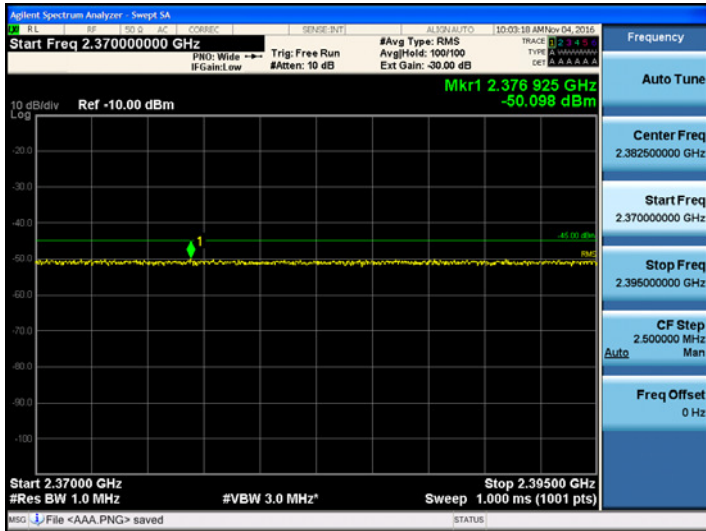 Agilent Spectrum Analyzer - Swept SA
RL RF 50 Ω AC CORREC SENSE:INT ALIGN AUTO 10:03:18 AM Nov 04, 2016
Start Freq 2.370000000 GHz
PNO: Wide
IFGain:Low
Trig: Free Run
#Atten: 10 dB
#Avg Type: RMS
Avg|Hold: 100/100
Ext Gain: -30.00 dB
TRACE 1 2 3 4 5 6
TYPE A WWWWW
DET A A A A A A
Mkr1 2.376 925 GHz
-50.098 dBm
10 dB/div Ref -10.00 dBm
Log
-20.0
-30.0
-40.0
-45.00 dBm
1
-50.0
RMS
-60.0
-70.0
-80.0
-90.0
-100
Start 2.37000 GHz Stop 2.39500 GHz
#Res BW 1.0 MHz #VBW 3.0 MHz* Sweep 1.000 ms (1001 pts)
MSG File <AAA.PNG> saved STATUS
Frequency
Auto Tune
Center Freq
2.382500000 GHz
Start Freq
2.370000000 GHz
Stop Freq
2.395000000 GHz
CF Step
2.500000 MHz
Auto Man
Freq Offset
0 Hz